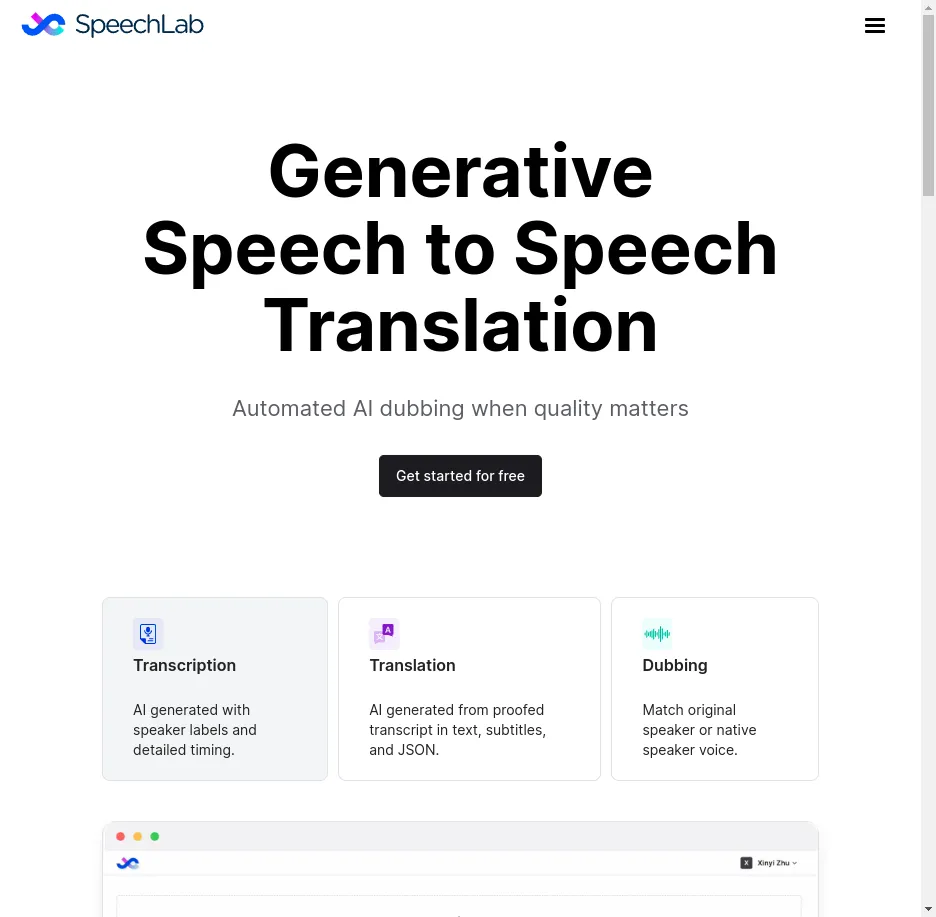 SpeechLab
Generative
Speech to Speech
Translation
Automated AI dubbing when quality matters
Get started for free
Transcription
AI generated with
speaker labels and
detailed timing.
A
Translation
AI generated from proofed
transcript in text, subtitles,
and JSON.
Dubbing
Match original
speaker or native
speaker voice.
X Xinyi Zhu